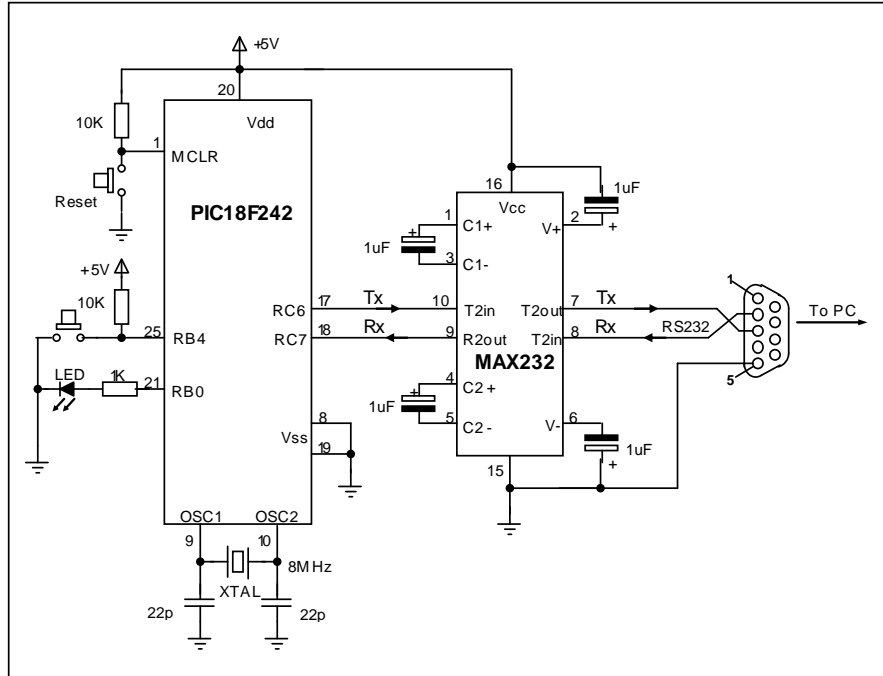 +5V
20
Vdd
10K
1
MCLR
Reset
PIC18F242
+5V
10K
25
RB4
LED
1K
21
RB0
RC6
17
Tx
RC7
18
Rx
8
Vss
19
OSC1
OSC2
9
10
8MHz
XTAL
22p
22p
16
Vcc
1uF
+
1
C1+
V+
2
+
1uF
3
C1-
10
T2in
T2out
7
Tx
9
R2out
T2in
8
Rx
RS232
MAX232
4
C2+
+
1uF
5
C2-
V-
6
1uF
+
15
1
5
To PC